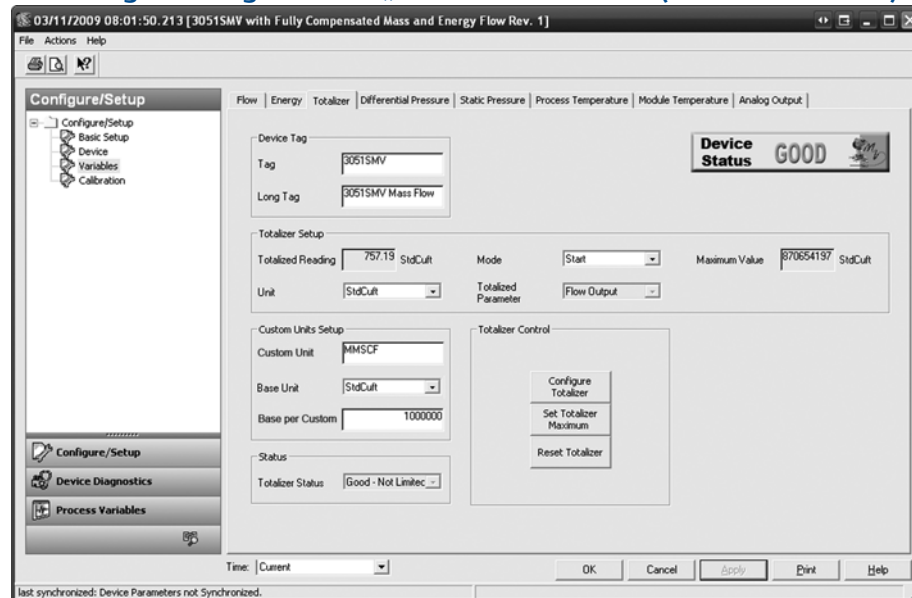 03/11/2009 08:01:50.213 [3051SMV with Fully Compensated Mass and Energy Flow Rev. 1]
File Actions Help
Configure/Setup
Configure/Setup
Basic Setup
Device
Variables
Calibration
Configure/Setup
Device Diagnostics
Process Variables
Flow Energy Totalizer Differential Pressure Static Pressure Process Temperature Module Temperature Analog Output
Device Tag
Tag 3051SMV
Long Tag 3051SMV Mass Flow
Device Status GOOD
Totalizer Setup
Totalized Reading 757.19 StdCuft Mode Start Maximum Value 870654197 StdCuft
Unit StdCuft Totalized Parameter Flow Output
Custom Units Setup
Custom Unit MMSCF
Base Unit StdCuft
Base per Custom 1000000
Totalizer Control
Configure Totalizer
Set Totalizer Maximum
Reset Totalizer
Status
Totalizer Status Good - Not Limitec
Time: Current OK Cancel Apply Print Help
last synchronized: Device Parameters not Synchronized.